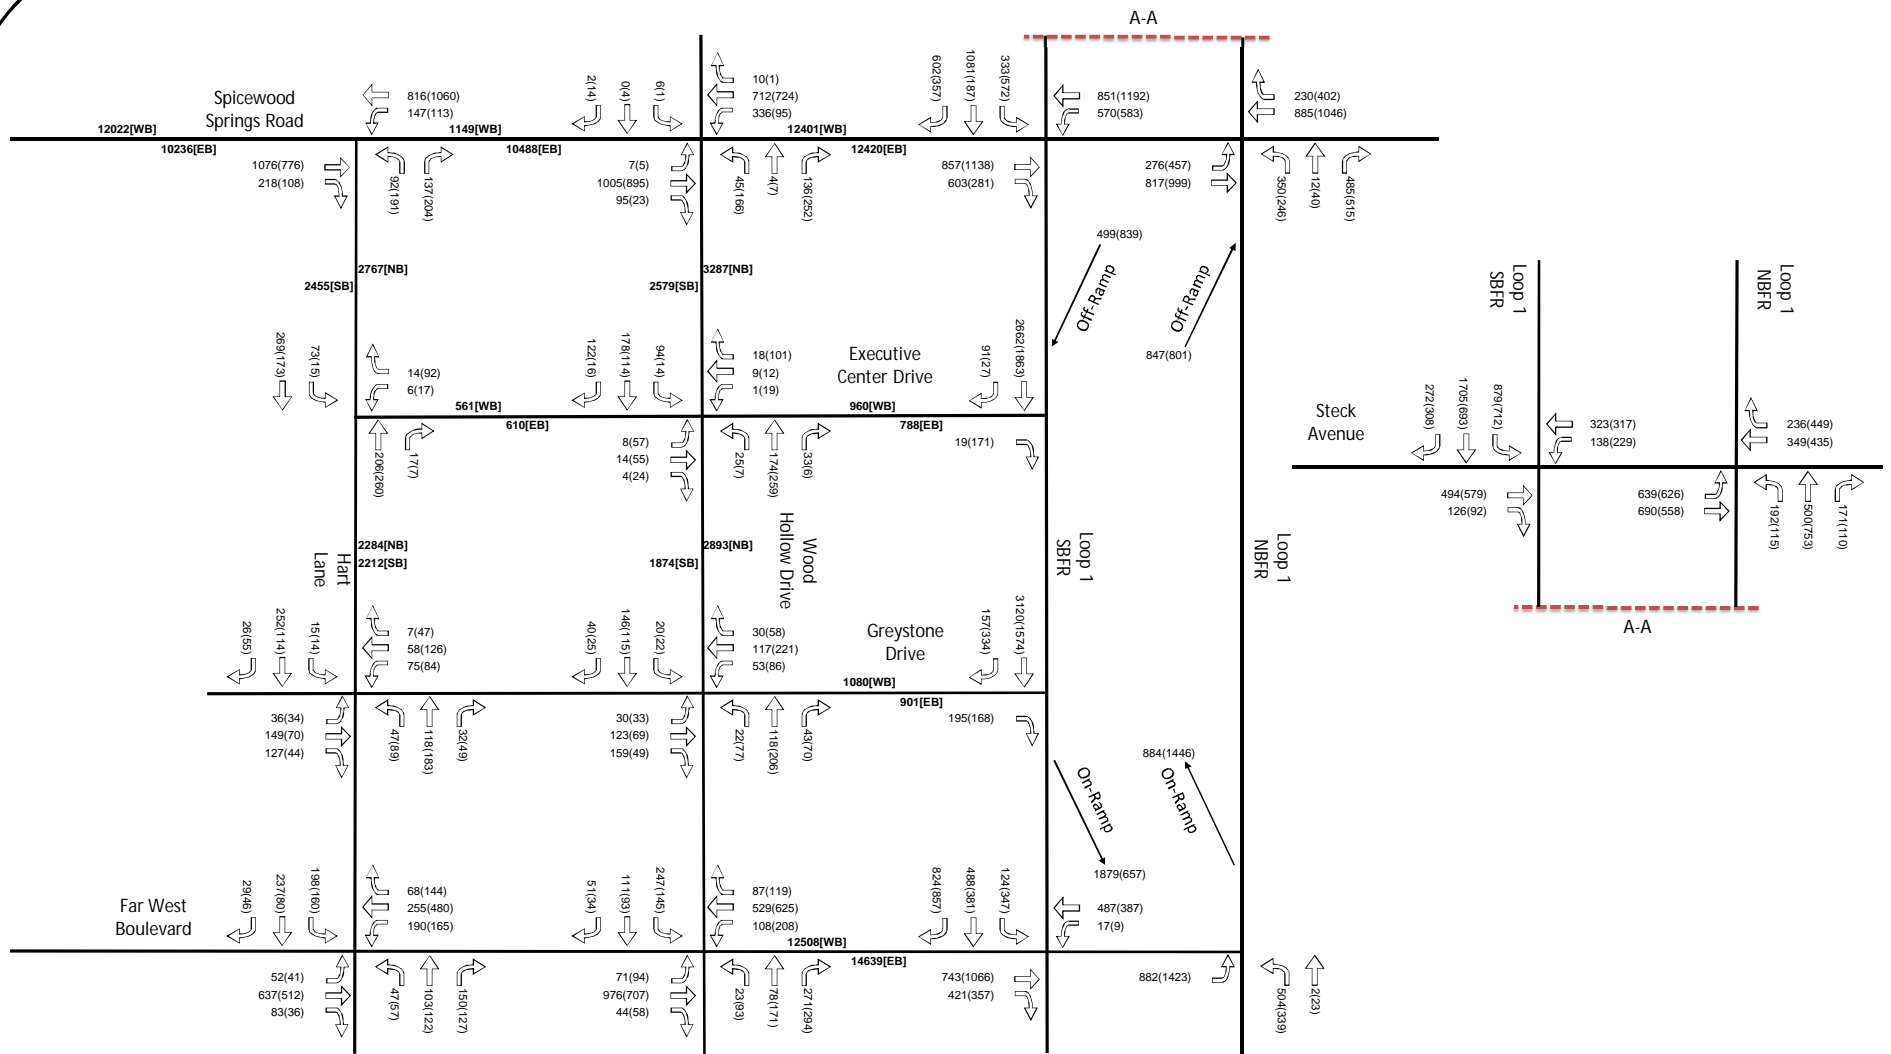 A-A
Spicewood
Springs Road
12022[WB]
10236[EB]
816(1060)
147(113)
1149[WB]
10488[EB]
1076(776)
218(108)
92(191)
137(204)
2(14)
0(4)
6(1)
10(1)
712(724)
336(95)
12401[WB]
12420[EB]
7(5)
1005(895)
95(23)
45(166)
4(7)
136(252)
602(357)
1081(187)
333(572)
851(1192)
570(583)
857(1138)
603(281)
230(402)
885(1046)
276(457)
817(999)
350(246)
12(40)
485(515)
499(839)
Off-Ramp
Off-Ramp
847(801)
2767[NB]
2455[SB]
3287[NB]
2579[SB]
269(173)
73(15)
14(92)
6(17)
561[WB]
610[EB]
206(260)
17(7)
122(16)
178(114)
94(14)
18(101)
9(12)
1(19)
Executive
Center Drive
960[WB]
788[EB]
8(57)
14(55)
4(24)
25(7)
174(259)
33(6)
91(27)
2662(1863)
19(171)
Loop 1
SBFR
Loop 1
NBFR
Steck
Avenue
272(308)
1705(693)
879(712)
323(317)
138(229)
236(449)
349(435)
494(579)
126(92)
639(626)
690(558)
192(115)
500(753)
171(110)
A-A
2284[NB]
2212[SB]
Hart
Lane
2893[NB]
1874[SB]
Wood
Hollow Drive
Loop 1
SBFR
Loop 1
NBFR
26(55)
252(114)
15(14)
7(47)
58(126)
75(84)
36(34)
149(70)
127(44)
47(89)
118(183)
32(49)
40(25)
146(115)
20(22)
30(58)
117(221)
53(86)
Greystone
Drive
1080[WB]
901[EB]
30(33)
123(69)
159(49)
22(77)
118(206)
43(70)
157(334)
3120(1574)
195(168)
884(1446)
On-Ramp
On-Ramp
1879(657)
Far West
Boulevard
29(46)
237(80)
198(160)
68(144)
255(480)
190(165)
52(41)
637(512)
83(36)
47(57)
103(122)
150(127)
51(34)
111(93)
247(145)
87(119)
529(625)
108(208)
12508[WB]
14639[EB]
71(94)
976(707)
44(58)
23(93)
78(171)
271(294)
824(857)
488(381)
124(347)
487(387)
17(9)
743(1066)
421(357)
882(1423)
504(339)
2(23)